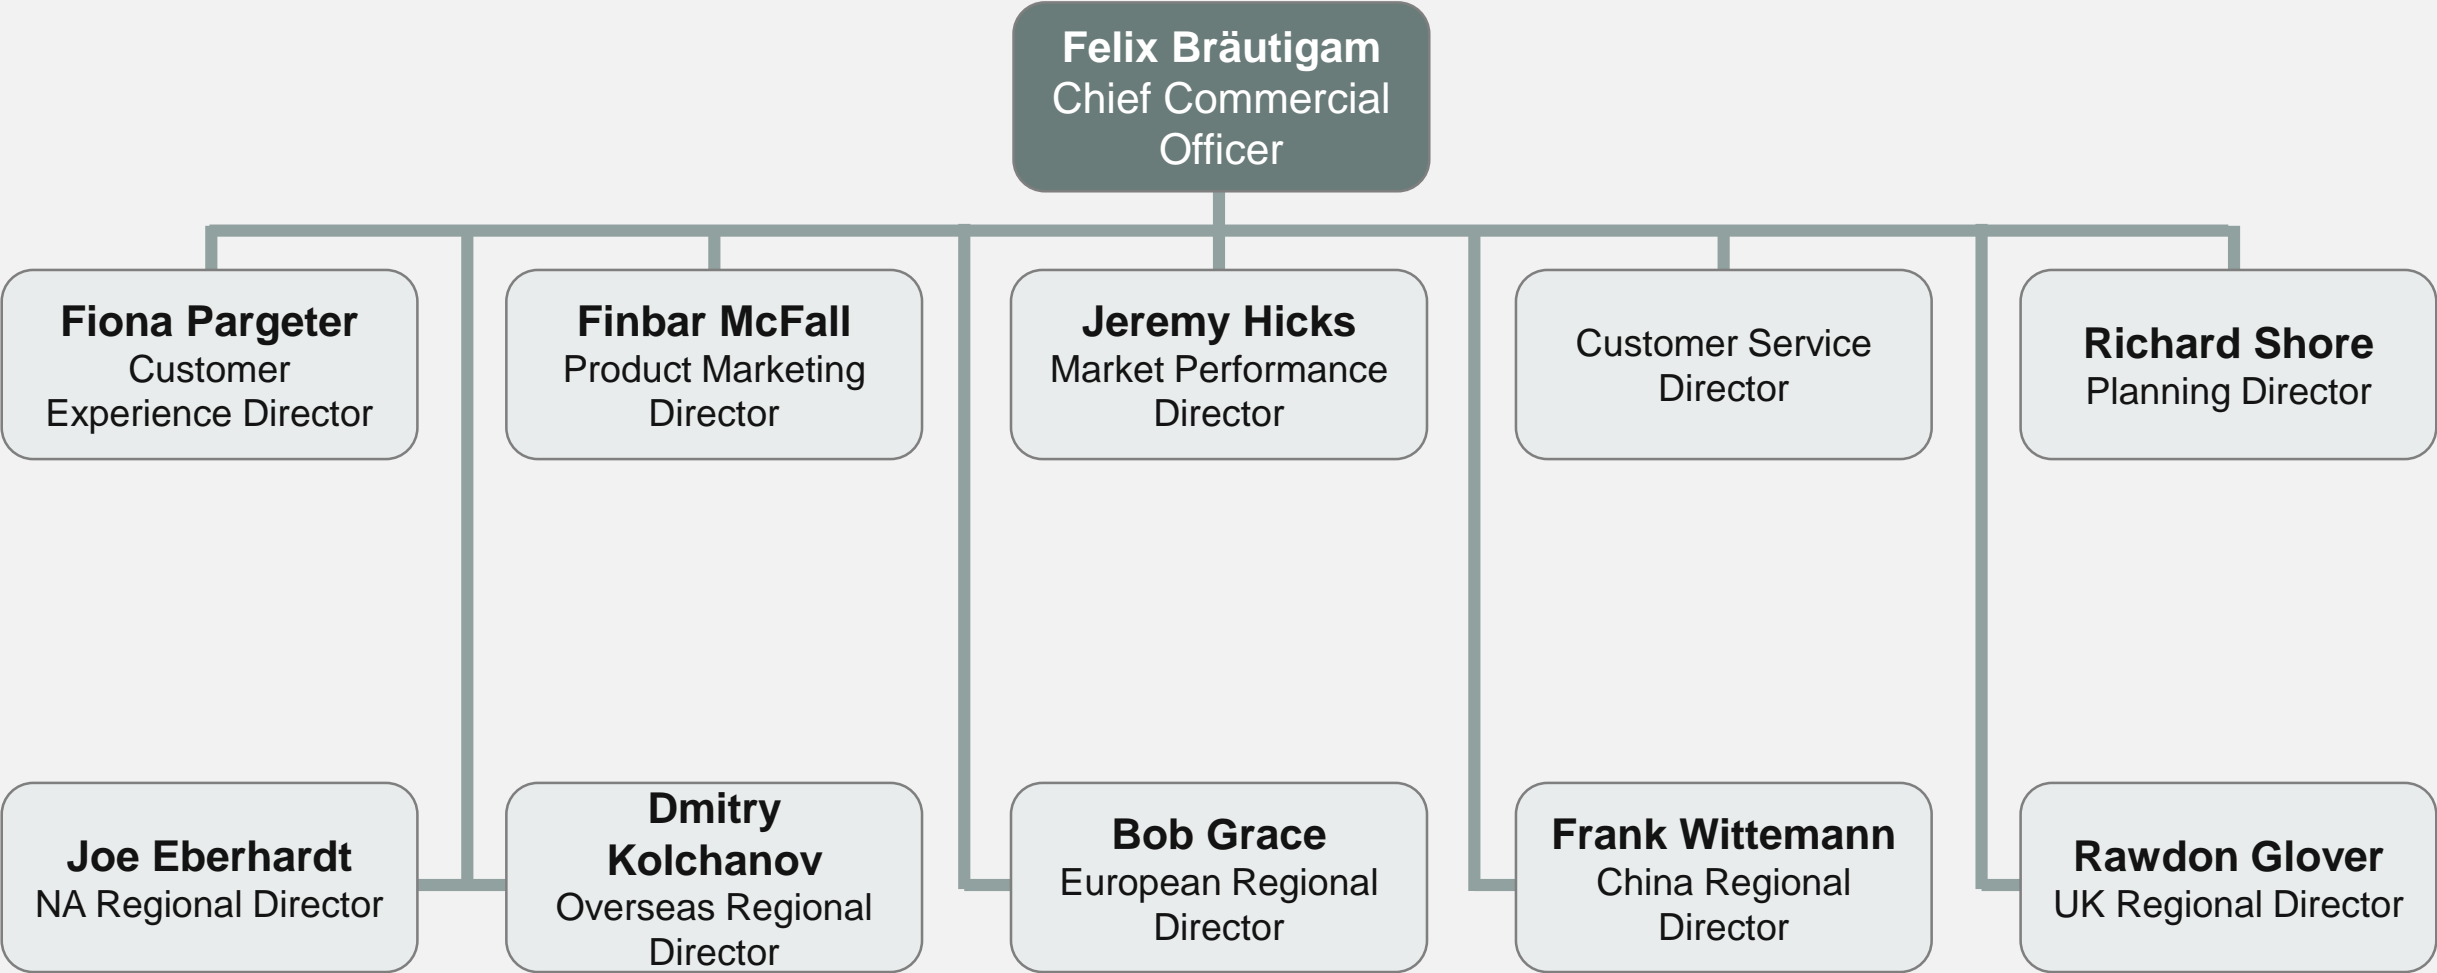 Felix Bräutigam
Chief Commercial
Officer
Fiona Pargeter
Customer
Experience Director
Finbar McFall
Product Marketing
Director
Jeremy Hicks
Market Performance
Director
Customer Service
Director
Richard Shore
Planning Director
Joe Eberhardt
NA Regional Director
Dmitry
Kolchanov
Overseas Regional
Director
Bob Grace
European Regional
Director
Frank Wittemann
China Regional
Director
Rawdon Glover
UK Regional Director